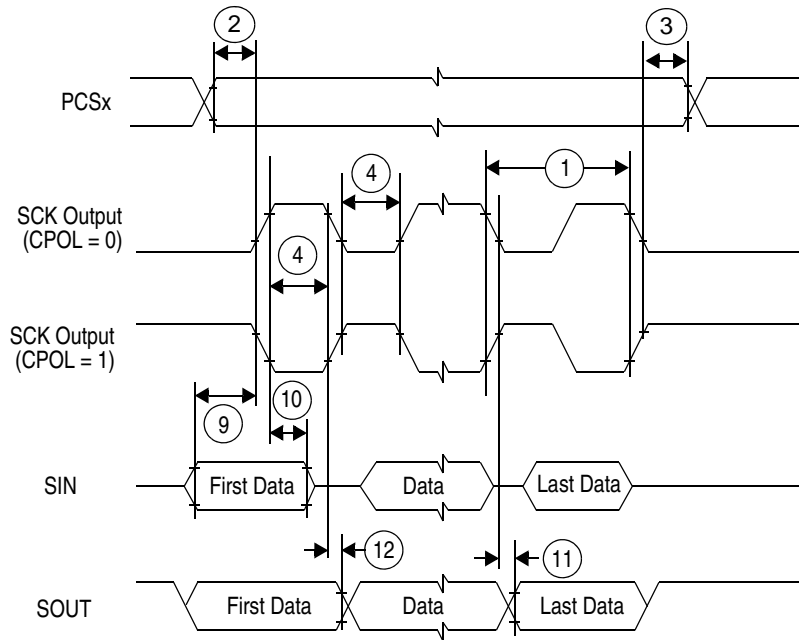 2
3
PCSx
4
1
SCK Output
(CPOL = 0)
4
SCK Output
(CPOL = 1)
9
10
SIN
First Data
Data
Last Data
12
11
SOUT
First Data
Data
Last Data